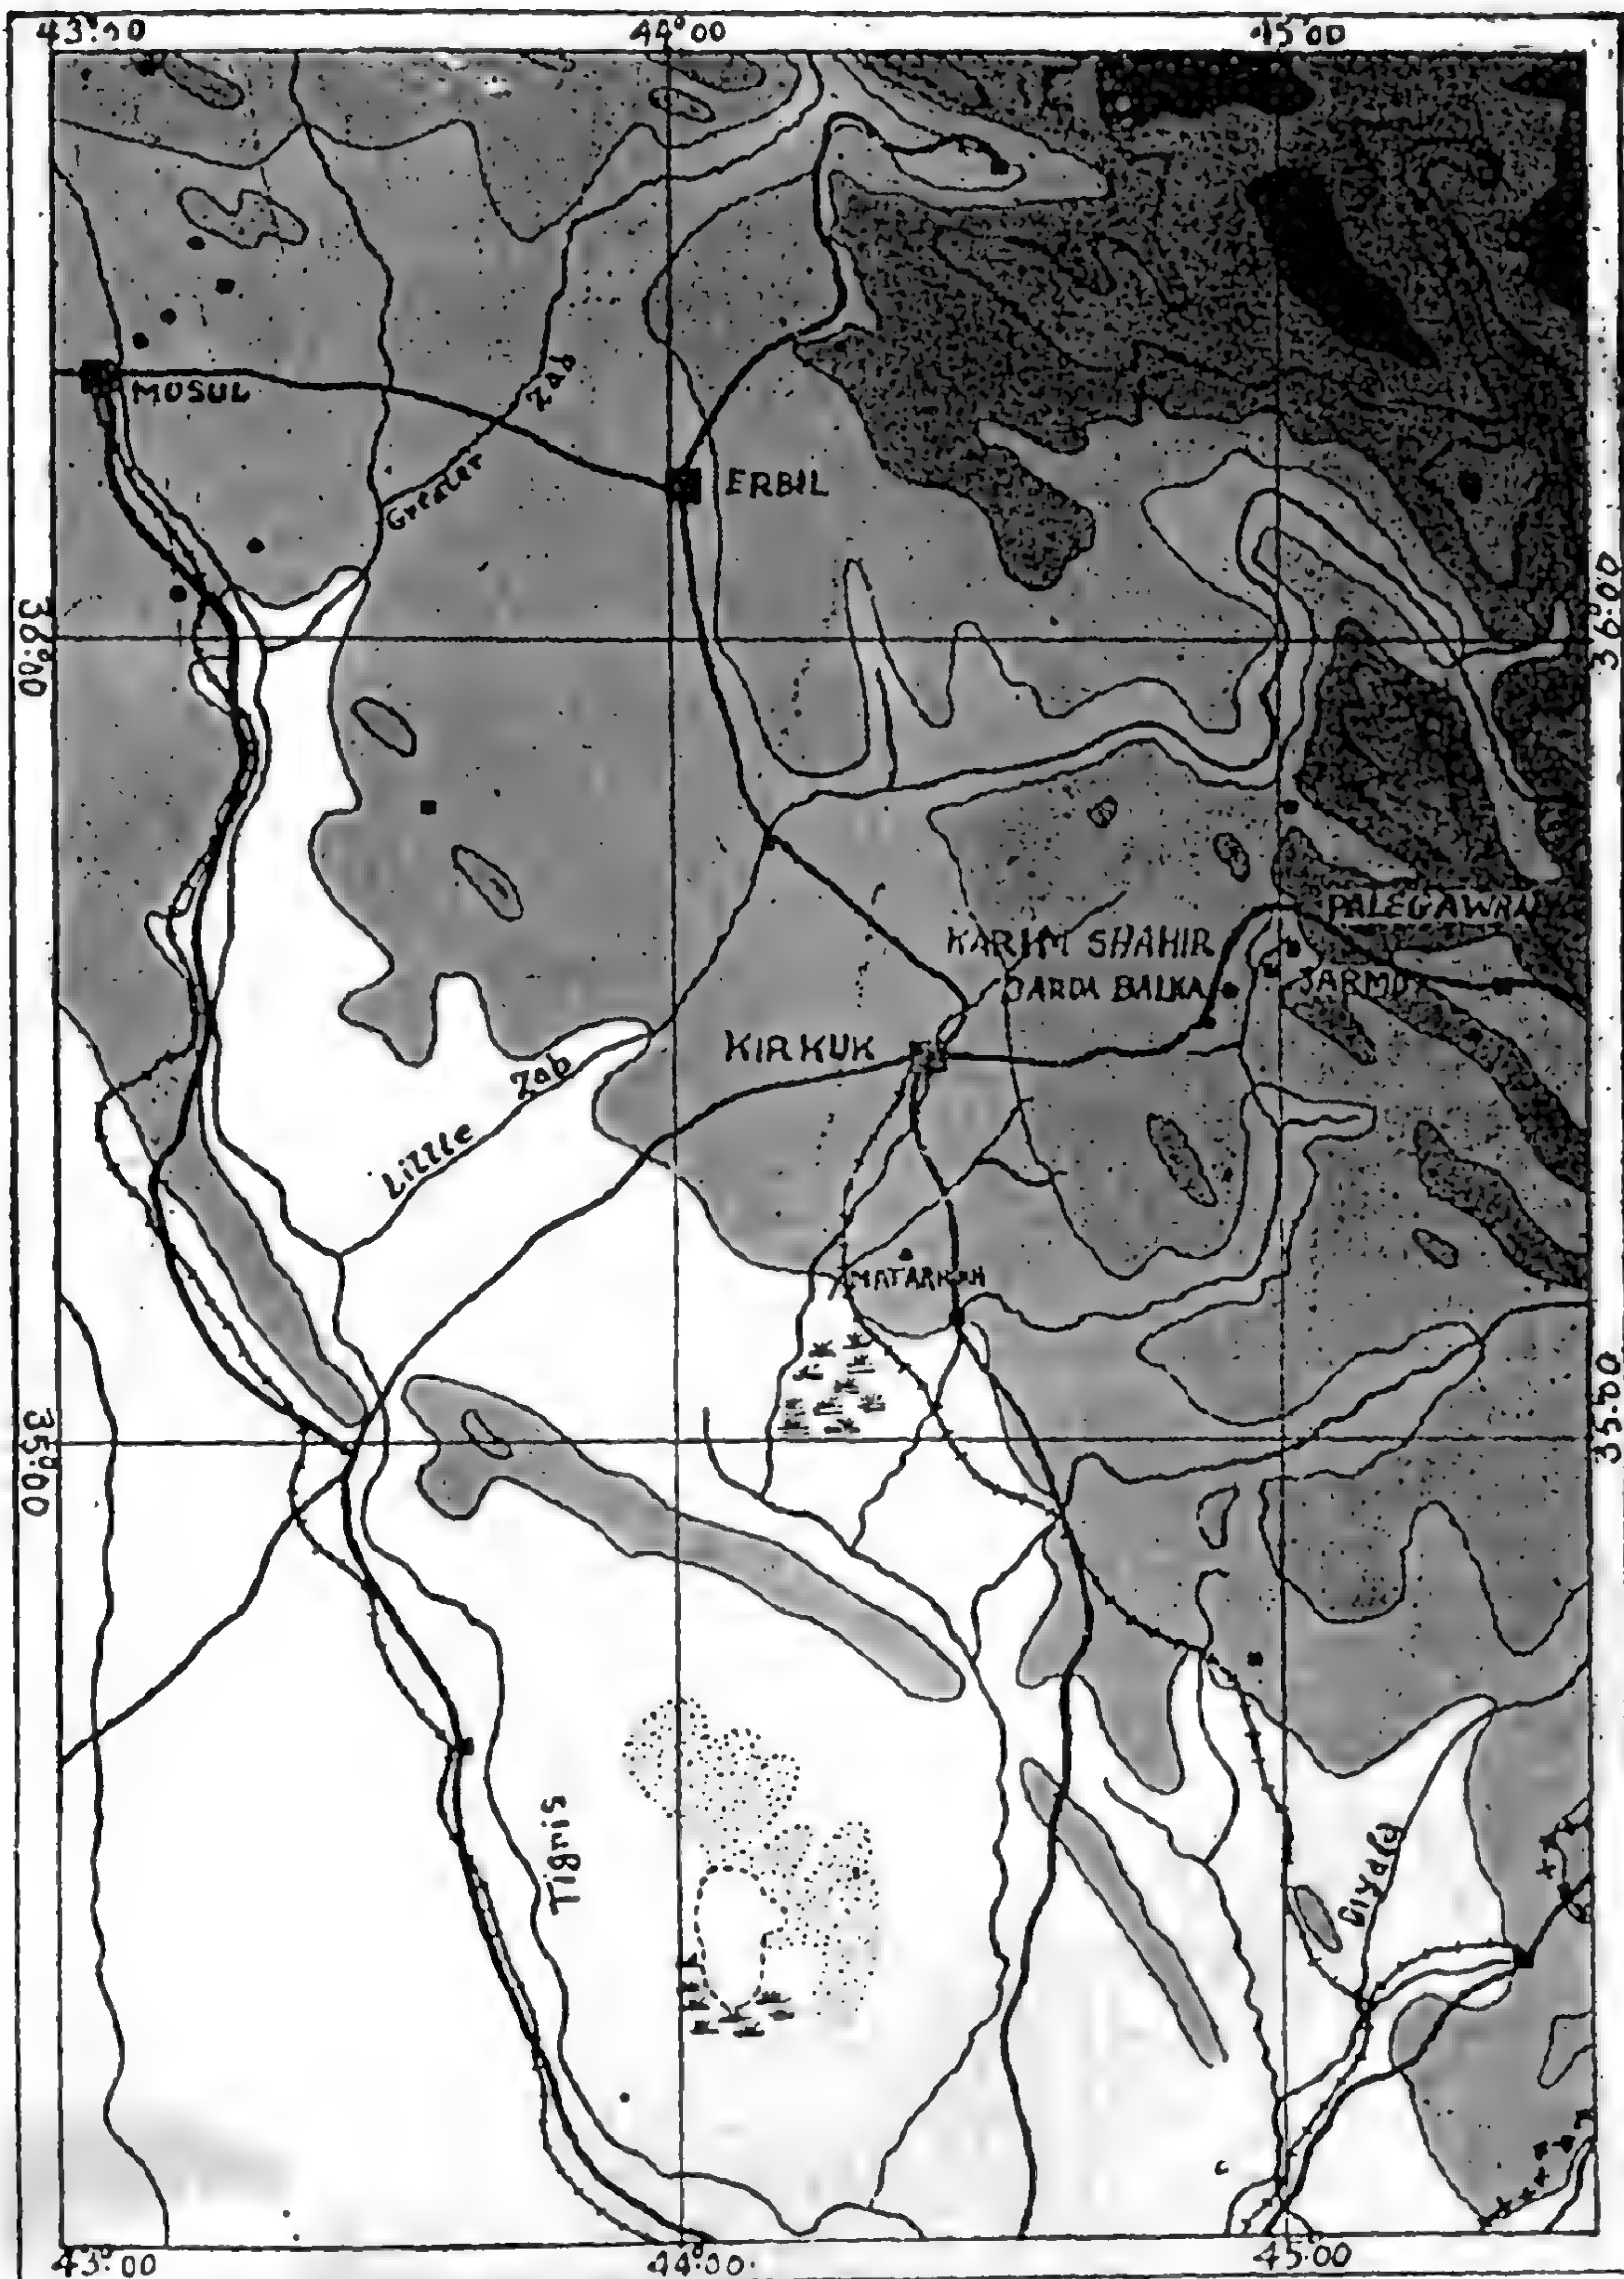 43°00
44°00
45°00
MOSUL
Greater Zab
ERBIL
36°00
36°00
PALEGAWRA
KARIM SHAHIR
BARDA BALKA
JARMO
KIRKUK
Little Zab
MATARRAH
35°00
35°00
Tigris
Diyala
43°00
44°00
45°00